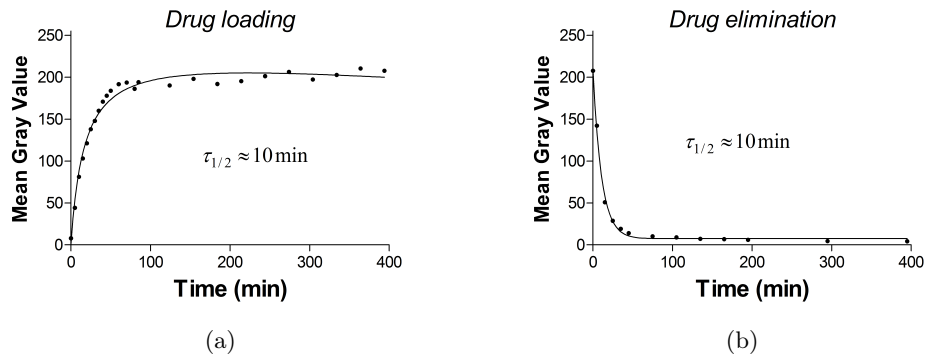 Drug loading
250
200
150
100
50
0
Mean Gray Value
τ1/2 ≈ 10 min
0 100 200 300 400
Time (min)
(a)
Drug elimination
250
200
150
100
50
0
Mean Gray Value
τ1/2 ≈ 10 min
0 100 200 300 400
Time (min)
(b)